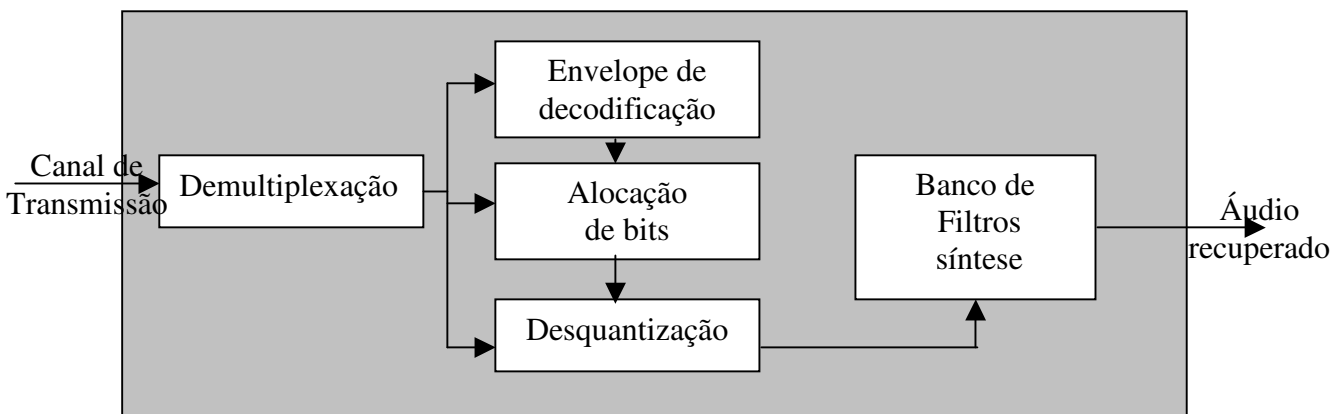 Envelope de
decodificação
Canal de
Transmissão
Demultiplexação
Alocação
de bits
Desquantização
Banco de
Filtros
síntese
Áudio
recuperado